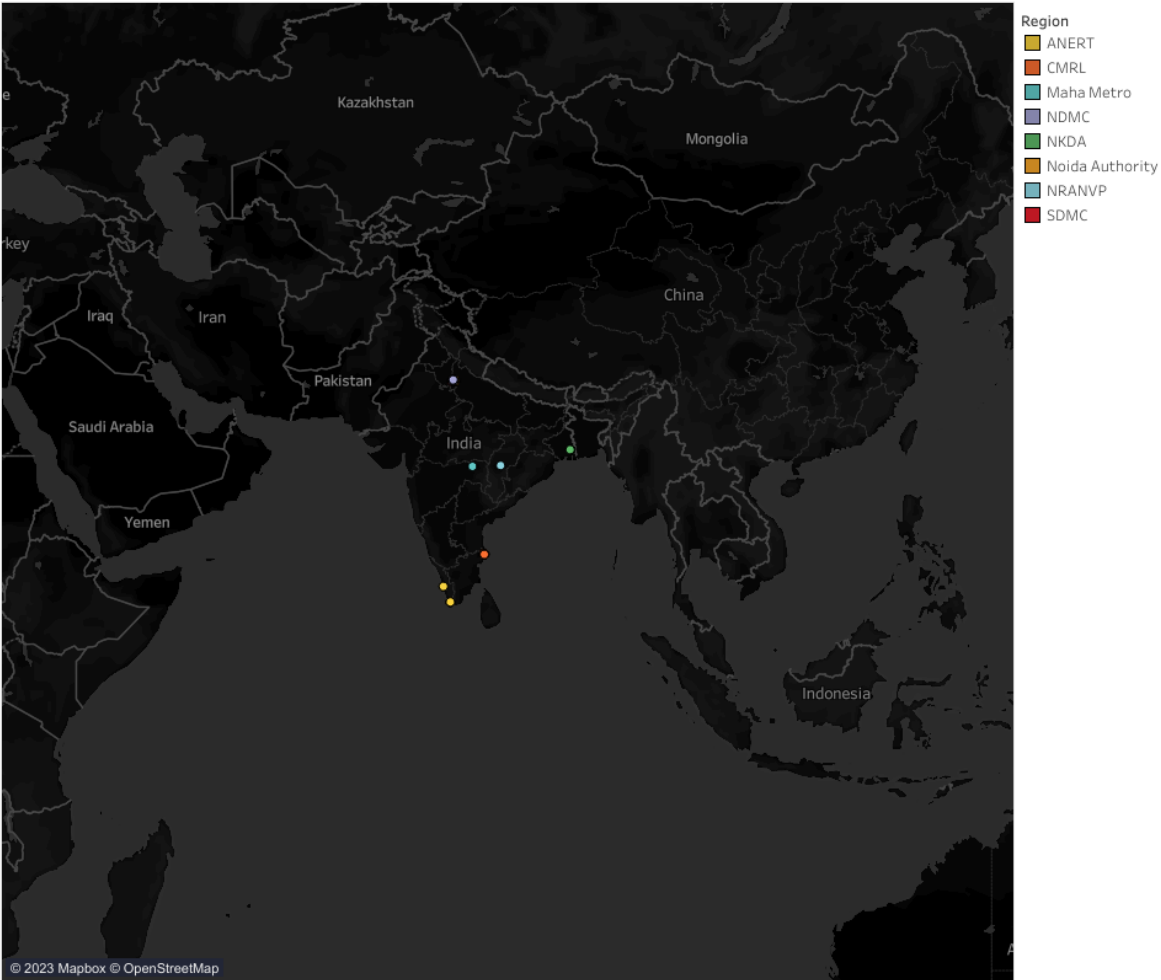 Region
ANERT
CMRL
Maha Metro
NDMC
NKDA
Noida Authority
NRANVP
SDMC
e
Kazakhstan
Mongolia
rkey
China
Iraq
Iran
Pakistan
Saudi Arabia
India
Yemen
Indonesia
A
© 2023 Mapbox © OpenStreetMap